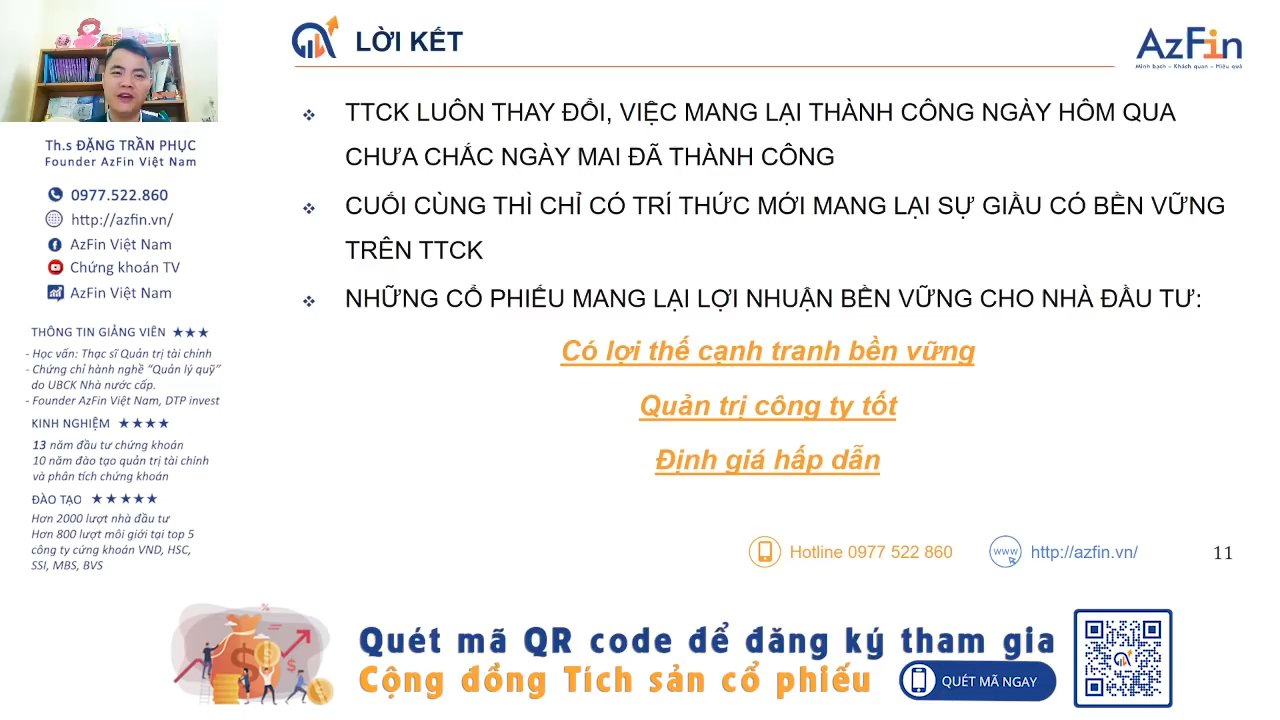 Th.s ĐẶNG TRẦN PHỤC
Founder AzFin Việt Nam
0977.522.860
http://azfin.vn/
AzFin Việt Nam
Chứng khoán TV
AzFin Việt Nam
THÔNG TIN GIẢNG VIÊN ★★★
- Học vấn: Thạc sĩ Quản trị tài chính
- Chứng chỉ hành nghề "Quản lý quỹ"
do UBCK Nhà nước cấp.
- Founder AzFin Việt Nam, DTP invest
KINH NGHIỆM ★★★★
13 năm đầu tư chứng khoán
10 năm đào tạo quản trị tài chính
và phân tích chứng khoán
ĐÀO TẠO ★★★★★
Hơn 2000 lượt nhà đầu tư
Hơn 800 lượt môi giới tại top 5
công ty cứng khoán VND, HSC,
SSI, MBS, BVS
LỜI KẾT
AzFin
Minh bạch – Khách quan – Hiệu quả
❖ TTCK LUÔN THAY ĐỔI, VIỆC MANG LẠI THÀNH CÔNG NGÀY HÔM QUA
CHƯA CHẮC NGÀY MAI ĐÃ THÀNH CÔNG
❖ CUỐI CÙNG THÌ CHỈ CÓ TRÍ THỨC MỚI MANG LẠI SỰ GIẦU CÓ BỀN VỮNG
TRÊN TTCK
❖ NHỮNG CỔ PHIẾU MANG LẠI LỢI NHUẬN BỀN VỮNG CHO NHÀ ĐẦU TƯ:
Có lợi thế cạnh tranh bền vững
Quản trị công ty tốt
Định giá hấp dẫn
Hotline 0977 522 860
www
http://azfin.vn/
11
Quét mã QR code để đăng ký tham gia
Cộng đồng Tích sản cổ phiếu
QUÉT MÃ NGAY